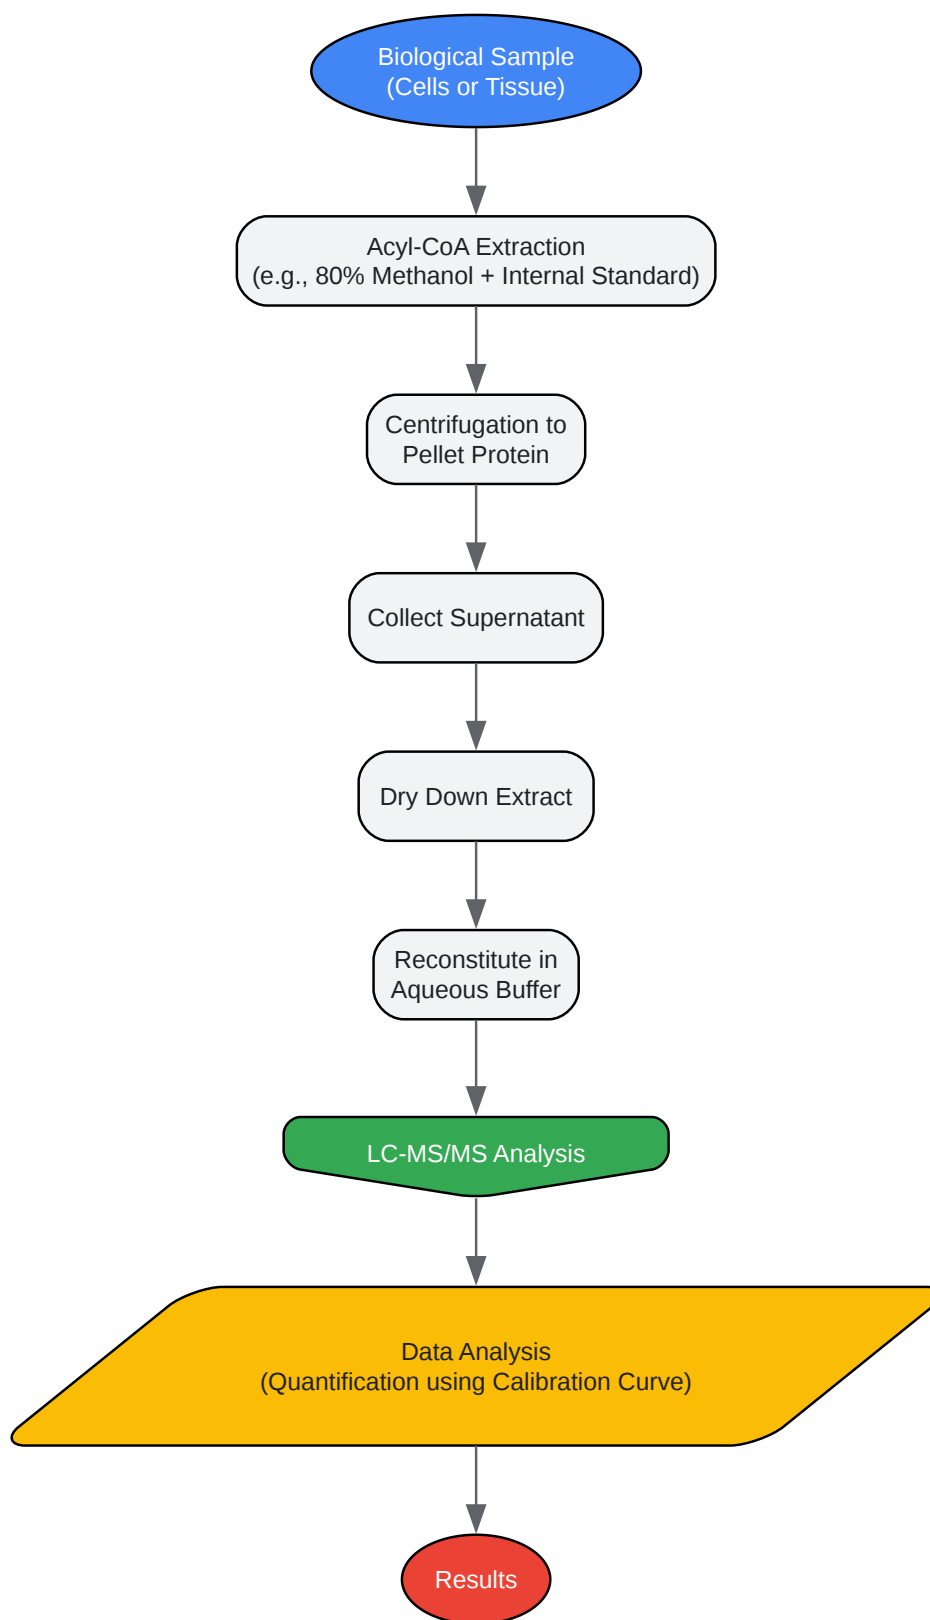 Biological Sample
(Cells or Tissue)
Acyl-CoA Extraction
(e.g., 80% Methanol + Internal Standard)
Centrifugation to
Pellet Protein
Collect Supernatant
Dry Down Extract
Reconstitute in
Aqueous Buffer
LC-MS/MS Analysis
Data Analysis
(Quantification using Calibration Curve)
Results